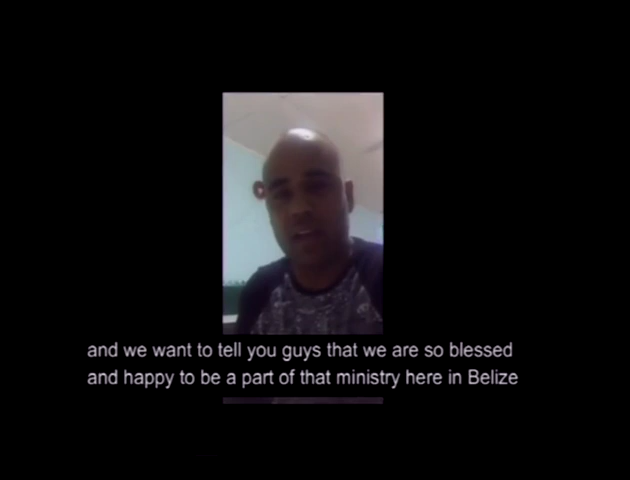 and we want to tell you guys that we are so blessed
and happy to be a part of that ministry here in Belize